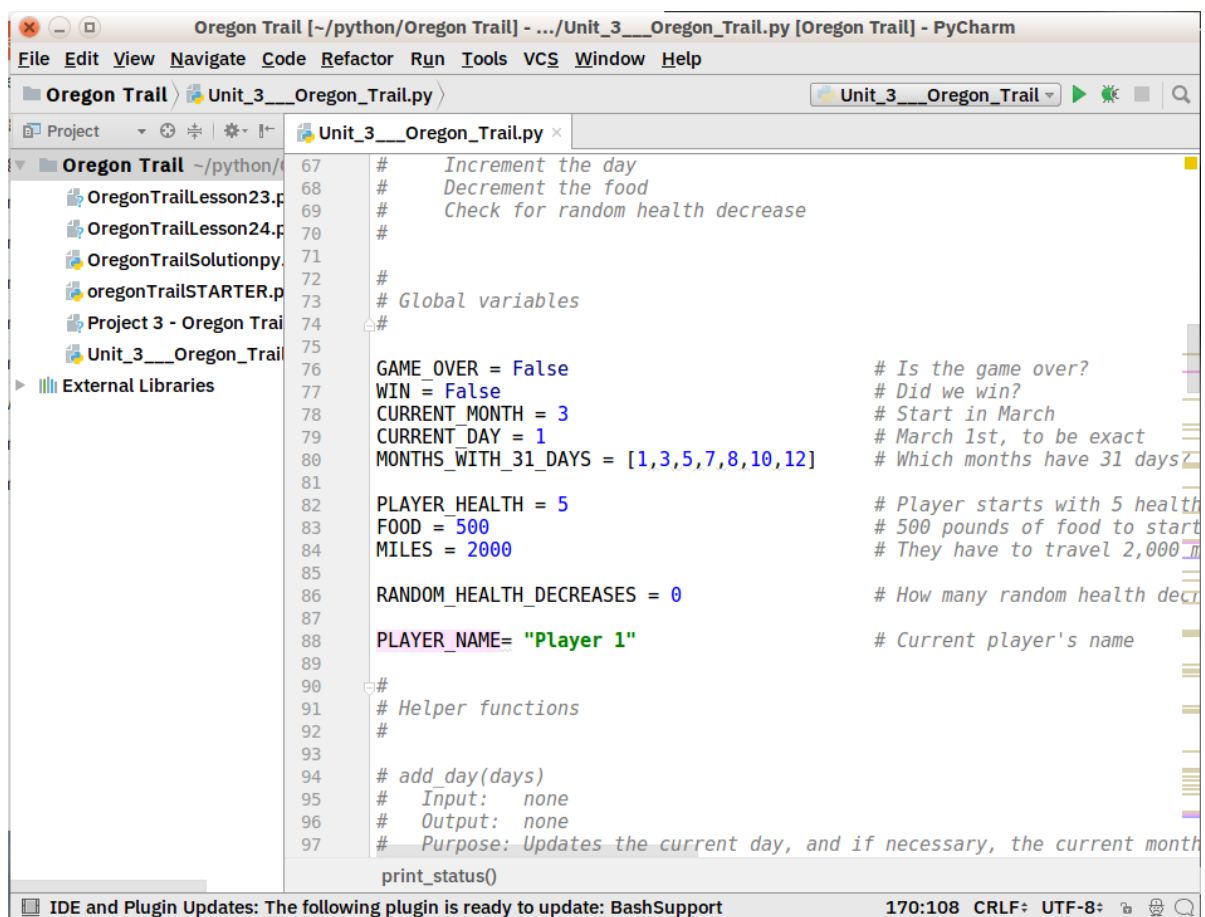 Oregon Trail [~/python/Oregon Trail] - .../Unit_3___Oregon_Trail.py [Oregon Trail] - PyCharm
File Edit View Navigate Code Refactor Run Tools VCS Window Help
Oregon Trail Unit_3___Oregon_Trail.py Unit_3___Oregon_Trail
Project Unit_3___Oregon_Trail.py
Oregon Trail ~/python/
OregonTrailLesson23.p
OregonTrailLesson24.p
OregonTrailSolutionpy.
oregonTrailSTARTER.p
Project 3 - Oregon Trai
Unit_3___Oregon_Trail
External Libraries
67 #     Increment the day
68 #     Decrement the food
69 #     Check for random health decrease
70 #
71
72 #
73 # Global variables
74 #
75
76 GAME_OVER = False # Is the game over?
77 WIN = False # Did we win?
78 CURRENT_MONTH = 3 # Start in March
79 CURRENT_DAY = 1 # March 1st, to be exact
80 MONTHS_WITH_31_DAYS = [1,3,5,7,8,10,12] # Which months have 31 days?
81
82 PLAYER_HEALTH = 5 # Player starts with 5 health
83 FOOD = 500 # 500 pounds of food to start
84 MILES = 2000 # They have to travel 2,000 m
85
86 RANDOM_HEALTH_DECREASES = 0 # How many random health decr
87
88 PLAYER_NAME= "Player 1" # Current player's name
89
90 #
91 # Helper functions
92 #
93
94 # add_day(days)
95 #   Input:   none
96 #   Output:  none
97 #   Purpose: Updates the current day, and if necessary, the current month
print_status()
IDE and Plugin Updates: The following plugin is ready to update: BashSupport 170:108 CRLF UTF-8